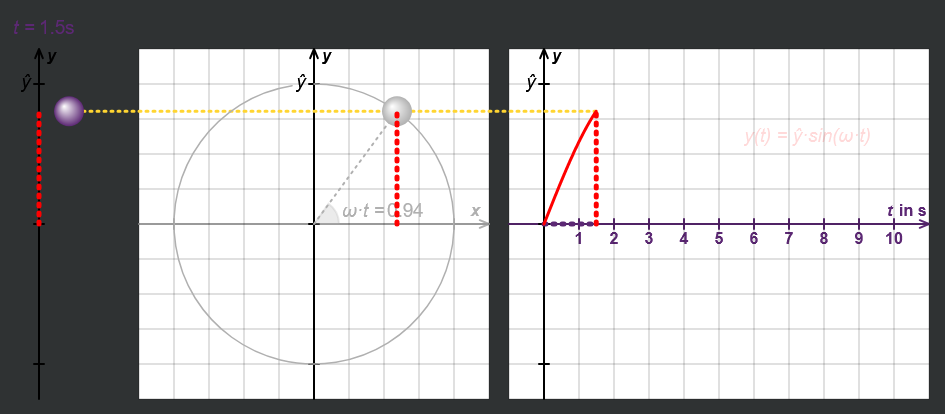 t = 1.5s
y
ŷ
y
ŷ
ω·t =0.94
x
y
ŷ
y(t) = ŷ·sin(ω·t)
t in s
1 2 3 4 5 6 7 8 9 10